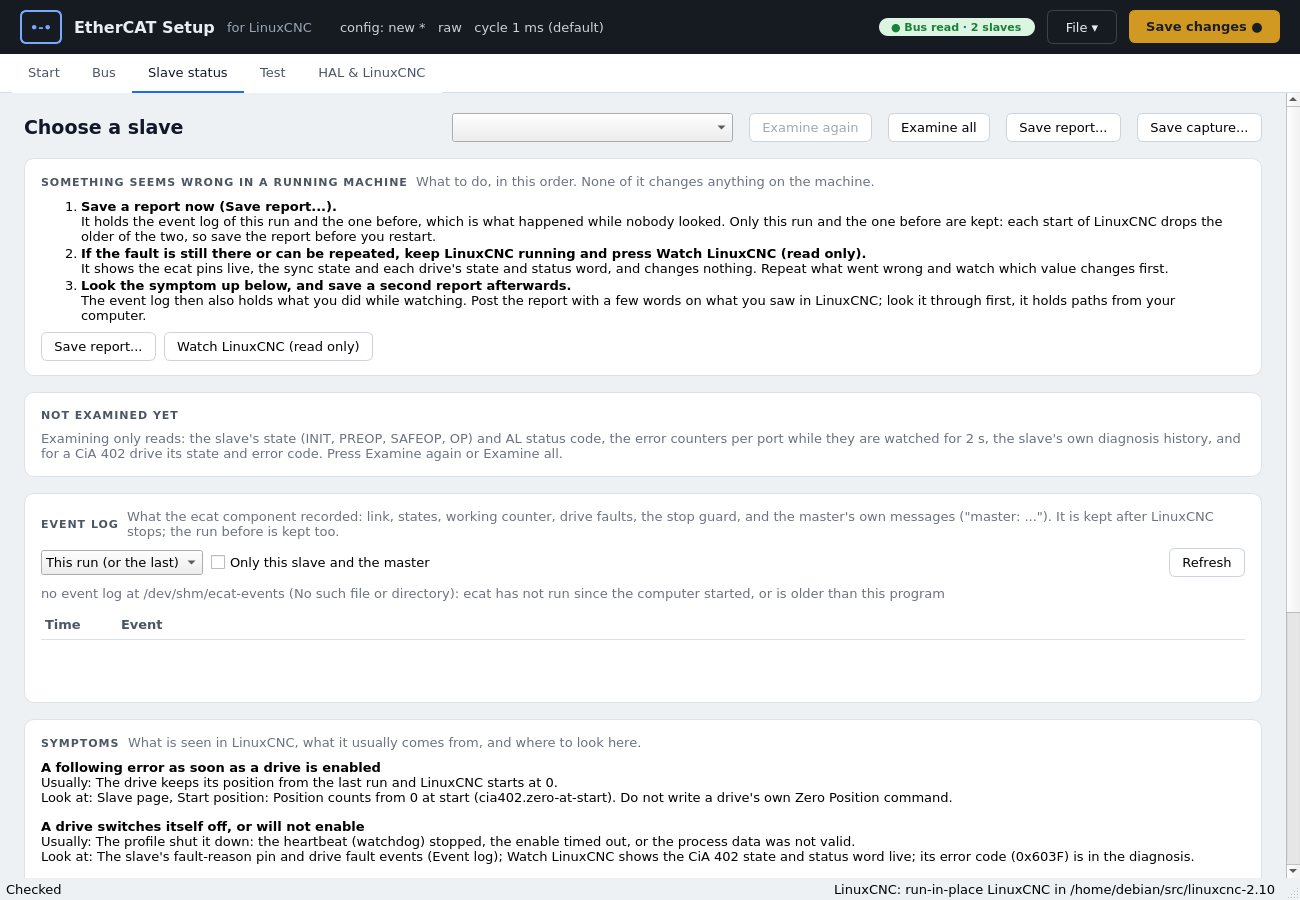 EtherCAT Setup for LinuxCNC config: new * raw cycle 1 ms (default) ● Bus read · 2 slaves File ▾ Save changes ●
Start Bus Slave status Test HAL & LinuxCNC
Choose a slave Examine again Examine all Save report... Save capture...
SOMETHING SEEMS WRONG IN A RUNNING MACHINE What to do, in this order. None of it changes anything on the machine.
1. Save a report now (Save report...).
It holds the event log of this run and the one before, which is what happened while nobody looked. Only this run and the one before are kept: each start of LinuxCNC drops the
older of the two, so save the report before you restart.
2. If the fault is still there or can be repeated, keep LinuxCNC running and press Watch LinuxCNC (read only).
It shows the ecat pins live, the sync state and each drive's state and status word, and changes nothing. Repeat what went wrong and watch which value changes first.
3. Look the symptom up below, and save a second report afterwards.
The event log then also holds what you did while watching. Post the report with a few words on what you saw in LinuxCNC; look it through first, it holds paths from your
computer.
Save report... Watch LinuxCNC (read only)
NOT EXAMINED YET
Examining only reads: the slave's state (INIT, PREOP, SAFEOP, OP) and AL status code, the error counters per port while they are watched for 2 s, the slave's own diagnosis history, and
for a CiA 402 drive its state and error code. Press Examine again or Examine all.
EVENT LOG What the ecat component recorded: link, states, working counter, drive faults, the stop guard, and the master's own messages ("master: ..."). It is kept after LinuxCNC
stops; the run before is kept too.
This run (or the last) Only this slave and the master Refresh
no event log at /dev/shm/ecat-events (No such file or directory): ecat has not run since the computer started, or is older than this program
Time Event
SYMPTOMS What is seen in LinuxCNC, what it usually comes from, and where to look here.
A following error as soon as a drive is enabled
Usually: The drive keeps its position from the last run and LinuxCNC starts at 0.
Look at: Slave page, Start position: Position counts from 0 at start (cia402.zero-at-start). Do not write a drive's own Zero Position command.
A drive switches itself off, or will not enable
Usually: The profile shut it down: the heartbeat (watchdog) stopped, the enable timed out, or the process data was not valid.
Look at: The slave's fault-reason pin and drive fault events (Event log); Watch LinuxCNC shows the CiA 402 state and status word live; its error code (0x603F) is in the diagnosis.
Checked LinuxCNC: run-in-place LinuxCNC in /home/debian/src/linuxcnc-2.10